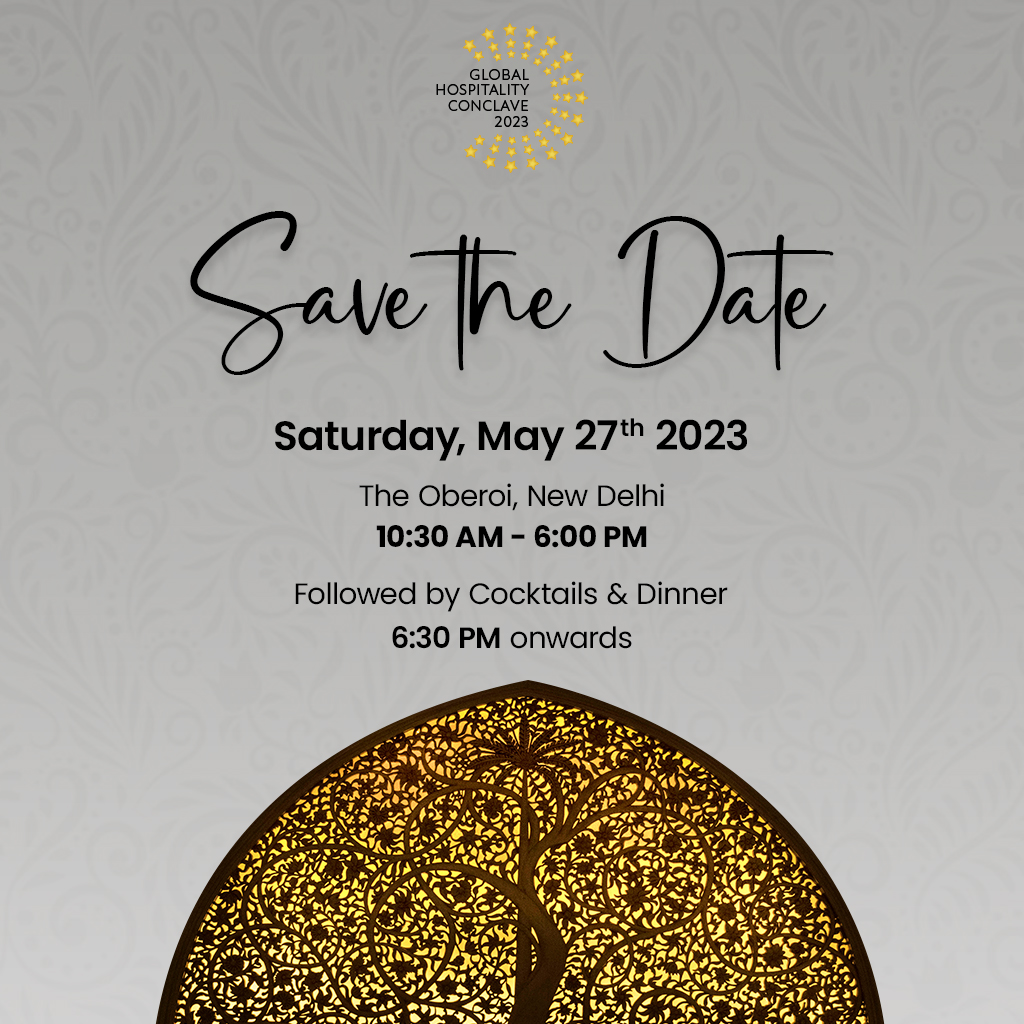 GLOBAL
HOSPITALITY
CONCLAVE
2023
Save the Date
Saturday, May 27th 2023
The Oberoi, New Delhi
10:30 AM - 6:00 PM
Followed by Cocktails & Dinner
6:30 PM onwards